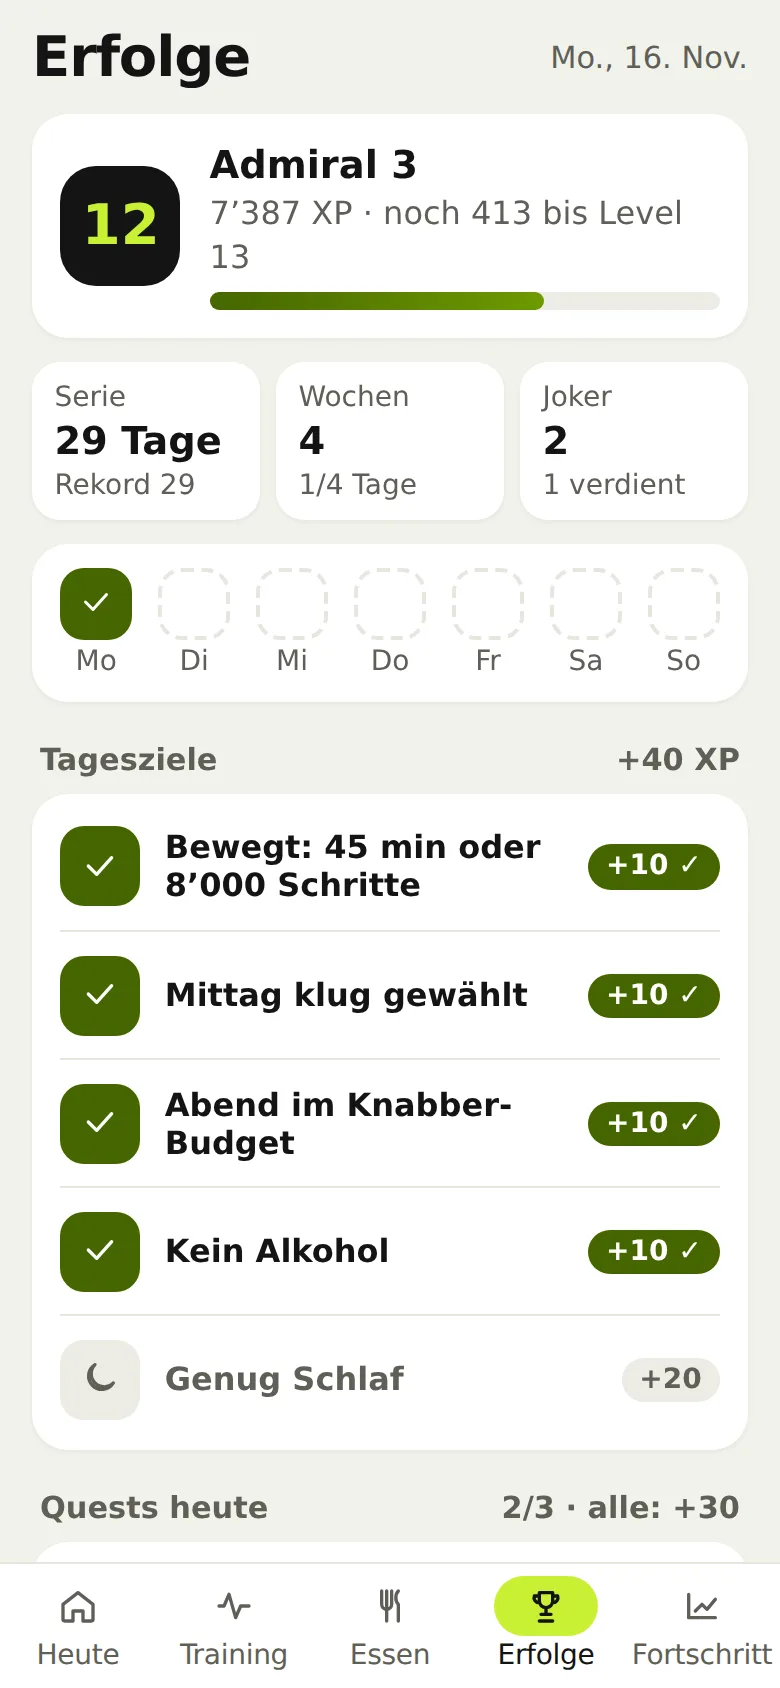 Erfolge
Mo., 16. Nov.
12
Admiral 3
7’387 XP · noch 413 bis Level
13
Serie
29 Tage
Rekord 29
Wochen
4
1/4 Tage
Joker
2
1 verdient
Mo
Di
Mi
Do
Fr
Sa
So
Tagesziele
+40 XP
Bewegt: 45 min oder
8’000 Schritte
+10 ✓
Mittag klug gewählt
+10 ✓
Abend im Knabber-
Budget
+10 ✓
Kein Alkohol
+10 ✓
Genug Schlaf
+20
Quests heute
2/3 · alle: +30
Heute
Training
Essen
Erfolge
Fortschritt